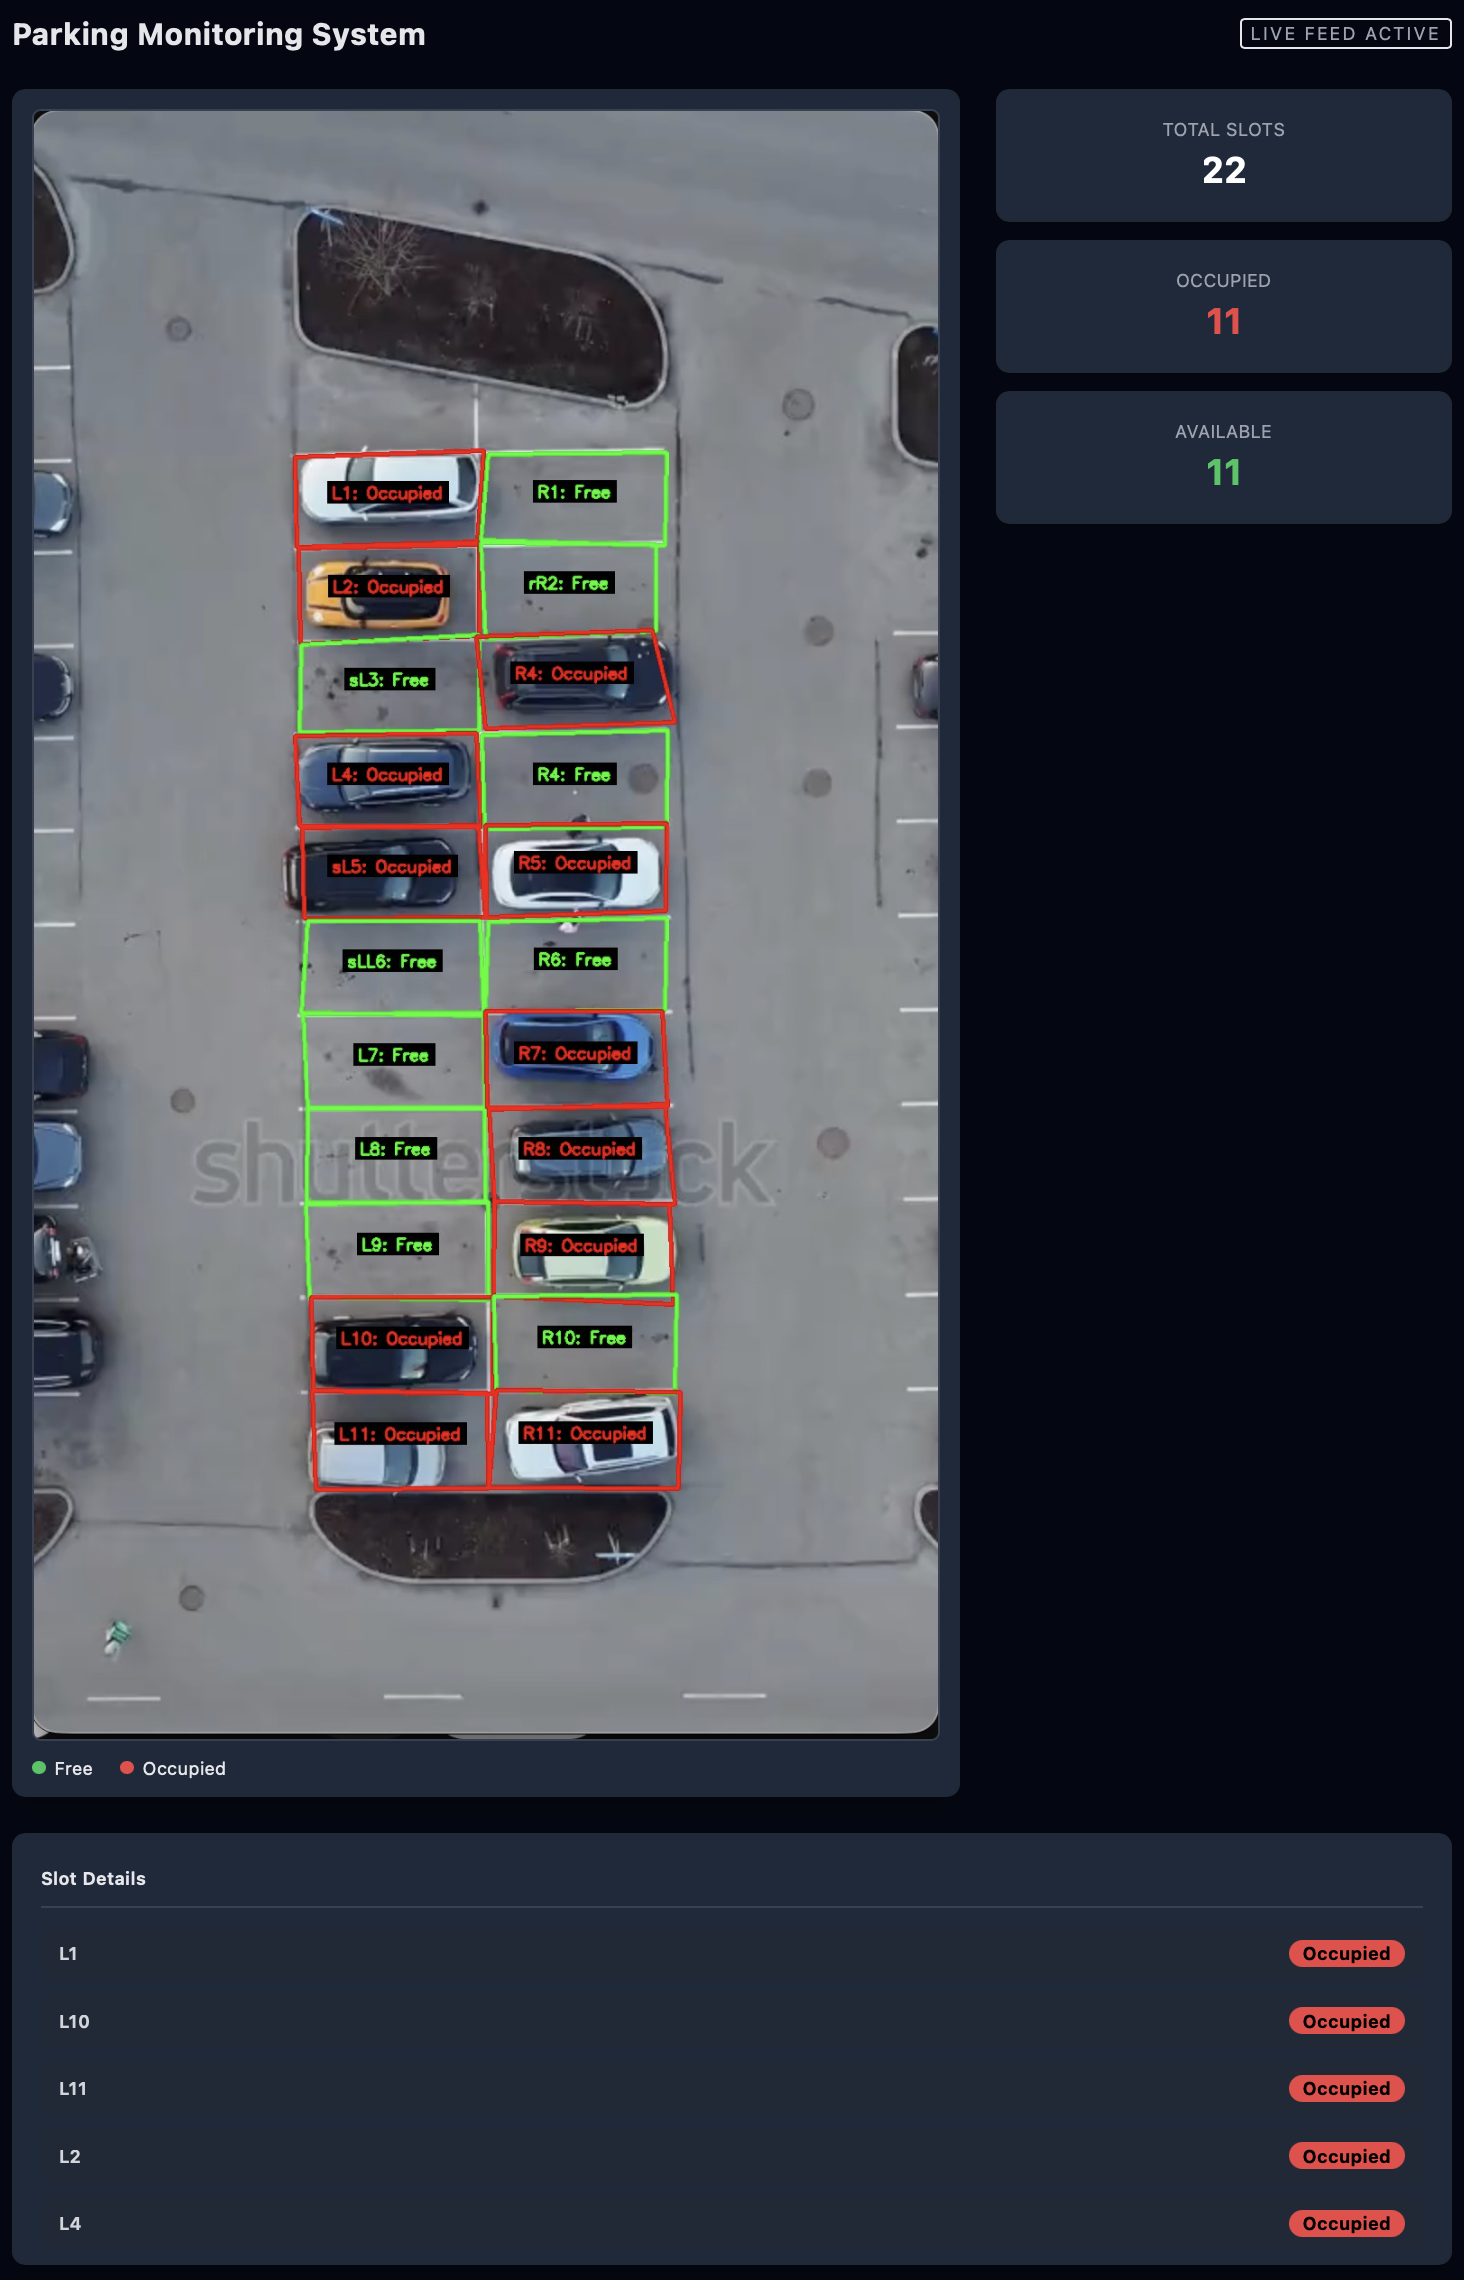 Parking Monitoring System
LIVE FEED ACTIVE
TOTAL SLOTS
22
OCCUPIED
11
AVAILABLE
11
L1: Occupied
R1: Free
L2: Occupied
rR2: Free
sL3: Free
R4: Occupied
L4: Occupied
R4: Free
sL5: Occupied
R5: Occupied
sLL6: Free
R6: Free
L7: Free
R7: Occupied
L8: Free
R8: Occupied
shutterstock
L9: Free
R9: Occupied
L10: Occupied
R10: Free
L11: Occupied
R11: Occupied
Free
Occupied
Slot Details
L1
Occupied
L10
Occupied
L11
Occupied
L2
Occupied
L4
Occupied